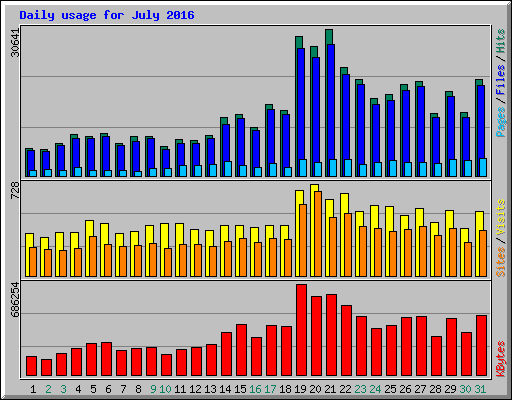 Daily usage for July 2016
30641
Pages / Files / Hits
728
Sites / Visits
686254
KBytes
1 2 3 4 5 6 7 8 9 10 11 12 13 14 15 16 17 18 19 20 21 22 23 24 25 26 27 28 29 30 31